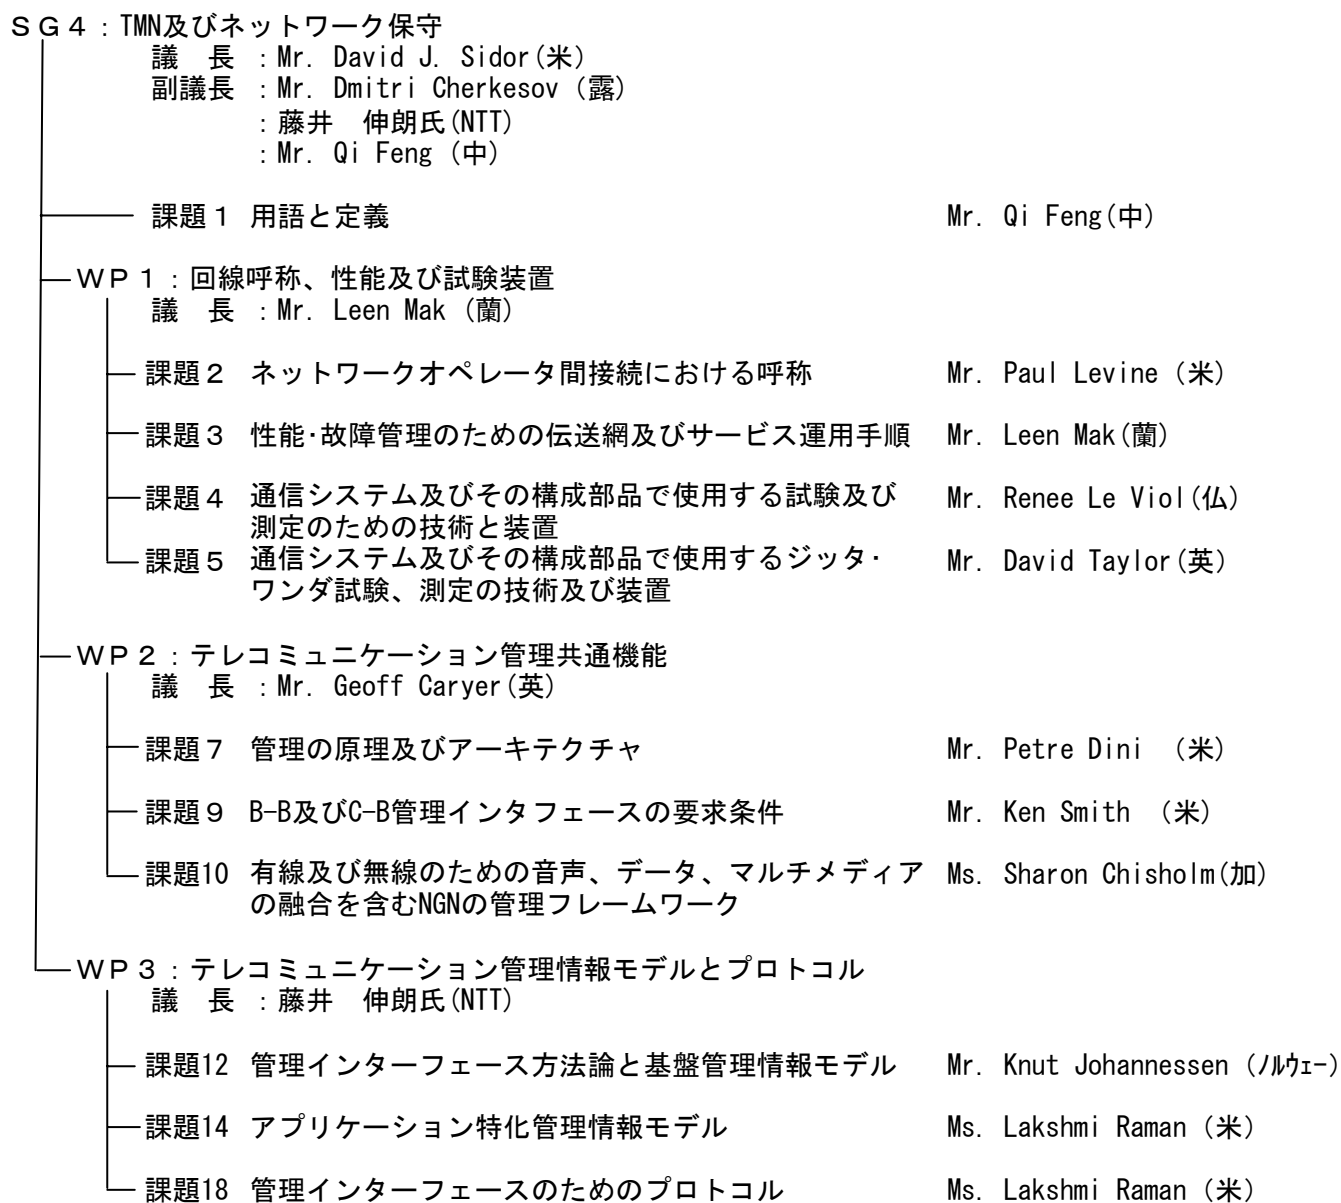 ＳＧ４：TMN及びネットワーク保守
議　長 ：Mr. David J. Sidor(米)
副議長 ：Mr. Dmitri Cherkesov (露)
：藤井　伸朗氏(NTT)
：Mr. Qi Feng (中)
課題１ 用語と定義 Mr. Qi Feng(中)
ＷＰ１：回線呼称、性能及び試験装置
議　長 ：Mr. Leen Mak (蘭)
課題２ ネットワークオペレータ間接続における呼称 Mr. Paul Levine (米)
課題３ 性能･故障管理のための伝送網及びサービス運用手順 Mr. Leen Mak(蘭)
課題４ 通信システム及びその構成部品で使用する試験及び Mr. Renee Le Viol(仏)
測定のための技術と装置
課題５ 通信システム及びその構成部品で使用するジッタ･ Mr. David Taylor(英)
ワンダ試験、測定の技術及び装置
ＷＰ２：テレコミュニケーション管理共通機能
議　長 ：Mr. Geoff Caryer(英)
課題７ 管理の原理及びアーキテクチャ Mr. Petre Dini (米)
課題９ B-B及びC-B管理インタフェースの要求条件 Mr. Ken Smith (米)
課題10 有線及び無線のための音声、データ、マルチメディア Ms. Sharon Chisholm(加)
の融合を含むNGNの管理フレームワーク
ＷＰ３：テレコミュニケーション管理情報モデルとプロトコル
議　長 ：藤井　伸朗氏(NTT)
課題12 管理インターフェース方法論と基盤管理情報モデル Mr. Knut Johannessen (ﾉﾙｳｪｰ)
課題14 アプリケーション特化管理情報モデル Ms. Lakshmi Raman (米)
課題18 管理インターフェースのためのプロトコル Ms. Lakshmi Raman (米)